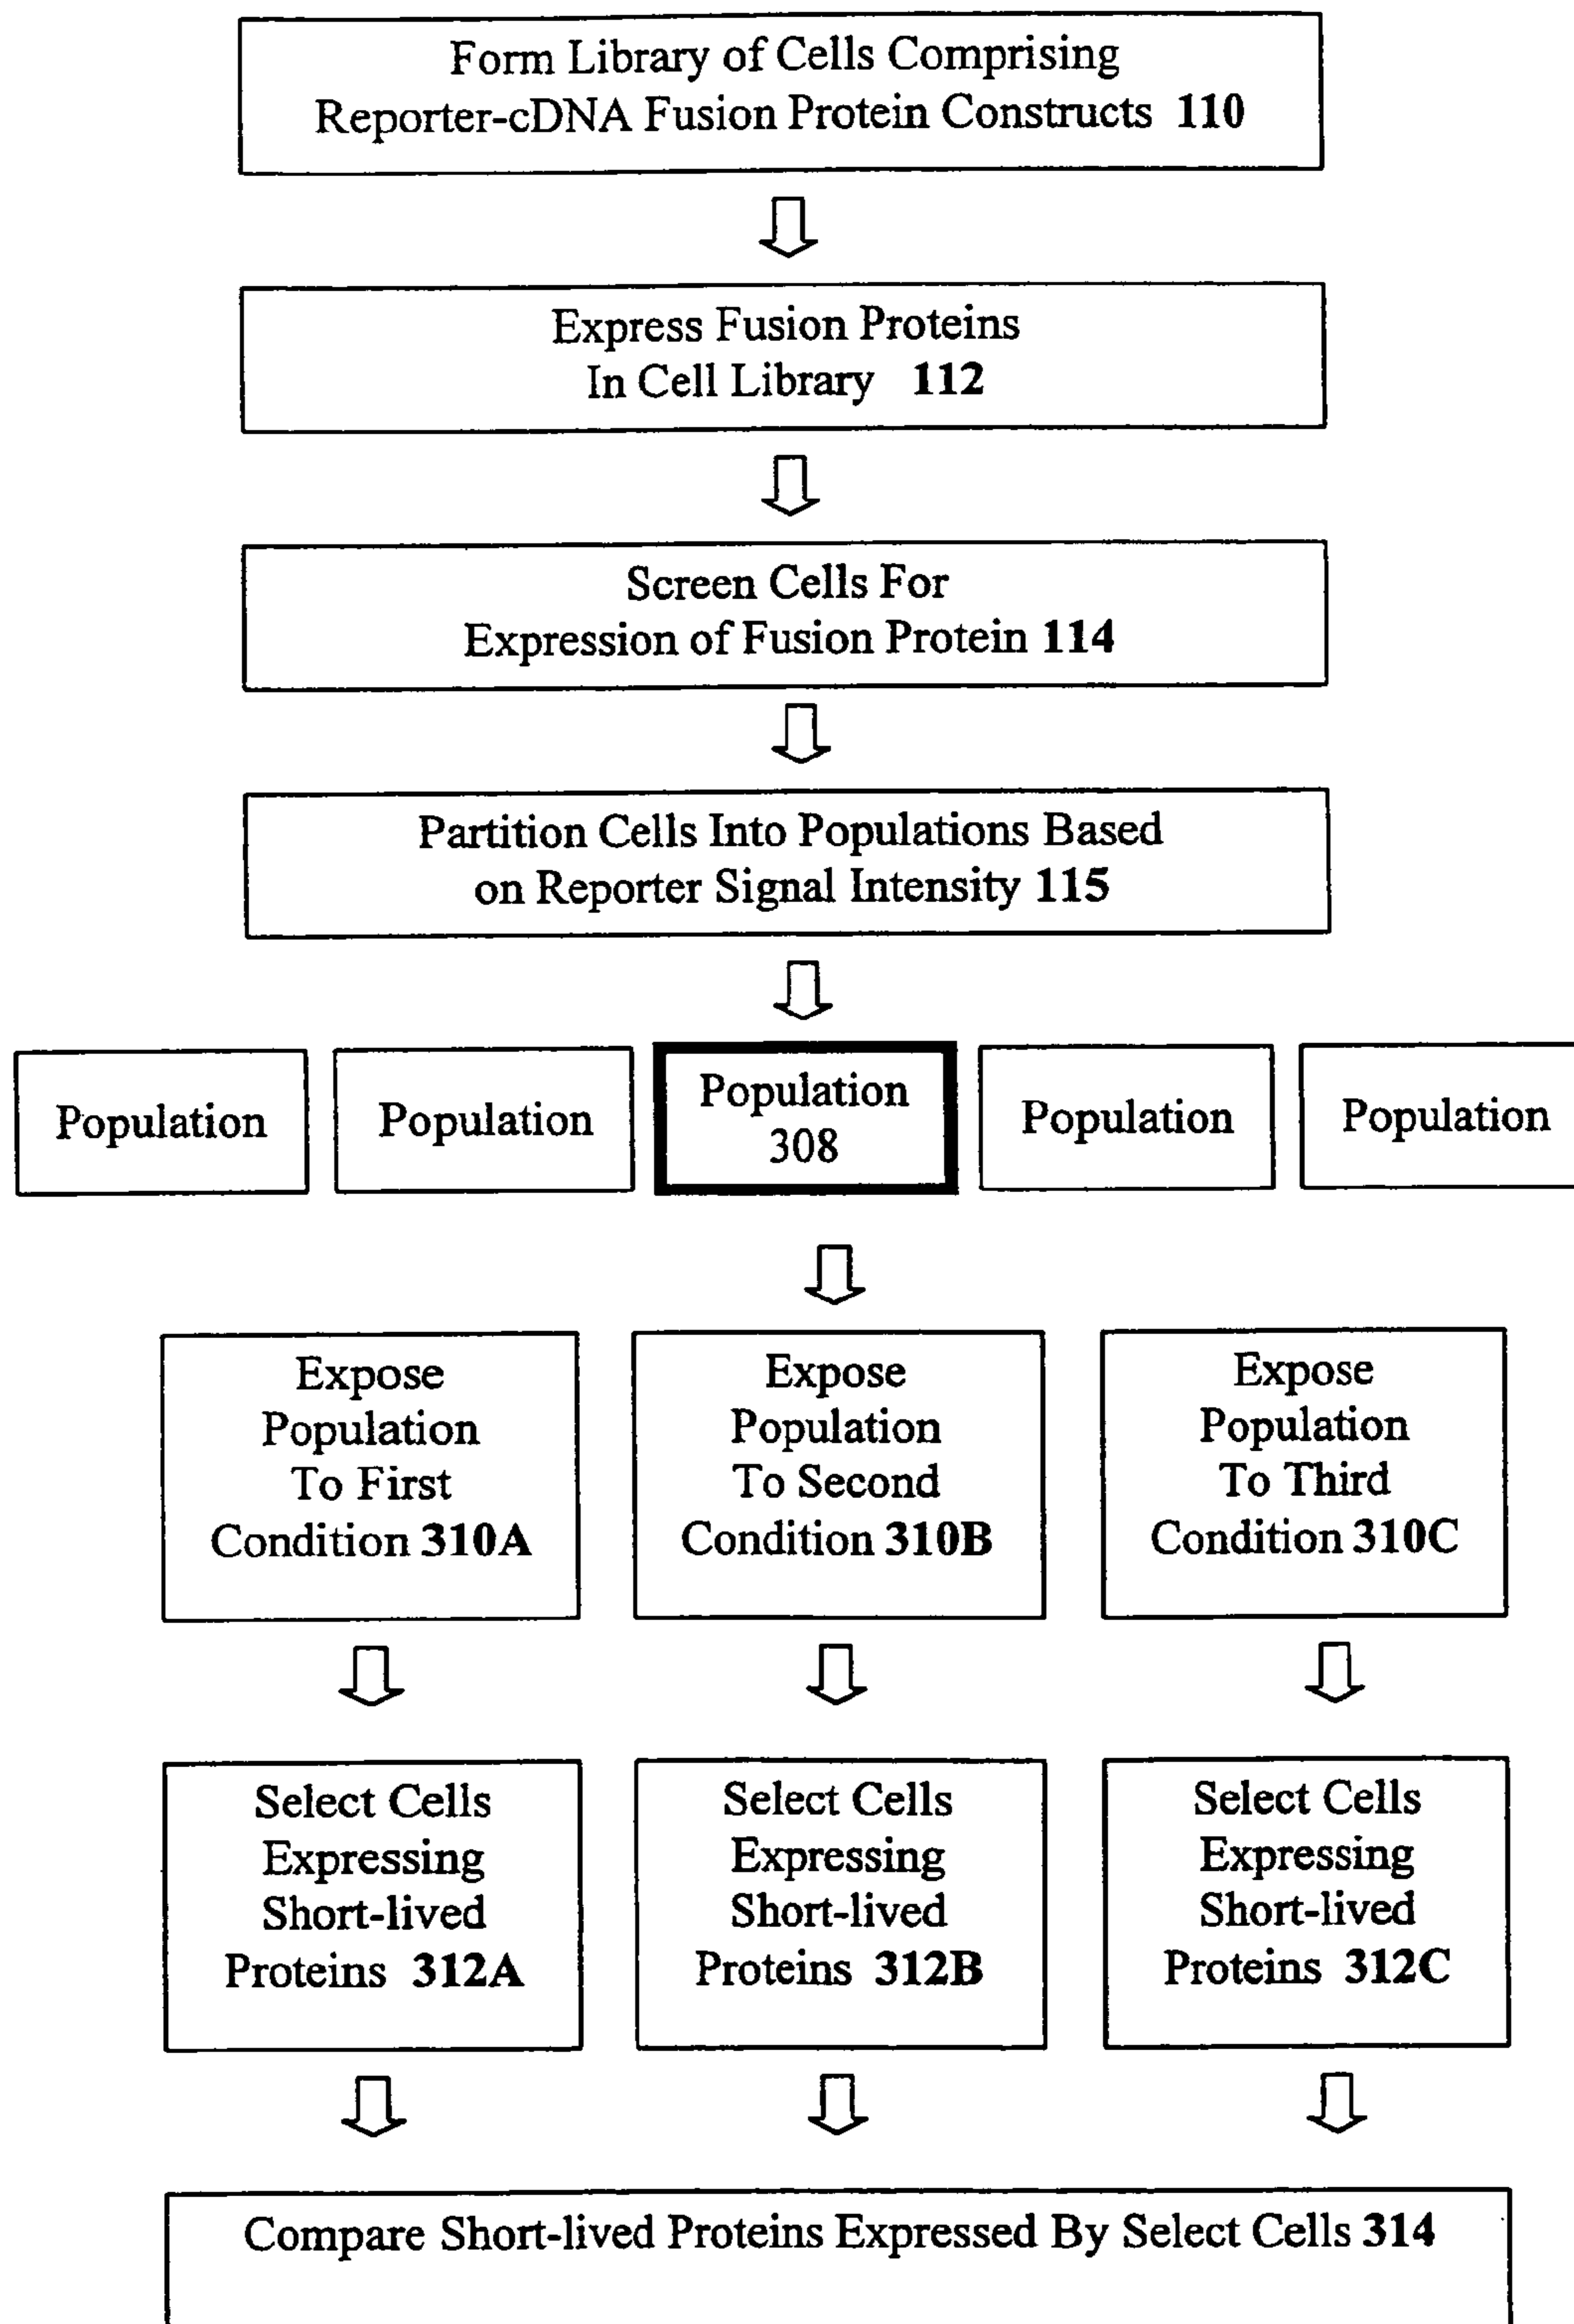 Form Library of Cells Comprising
Reporter-cDNA Fusion Protein Constructs 110
Express Fusion Proteins
In Cell Library 112
Screen Cells For
Expression of Fusion Protein 114
Partition Cells Into Populations Based
on Reporter Signal Intensity 115
Population
Population
Population
308
Population
Population
Expose
Population
To First
Condition 310A
Expose
Population
To Second
Condition 310B
Expose
Population
To Third
Condition 310C
Select Cells
Expressing
Short-lived
Proteins 312A
Select Cells
Expressing
Short-lived
Proteins 312B
Select Cells
Expressing
Short-lived
Proteins 312C
Compare Short-lived Proteins Expressed By Select Cells 314